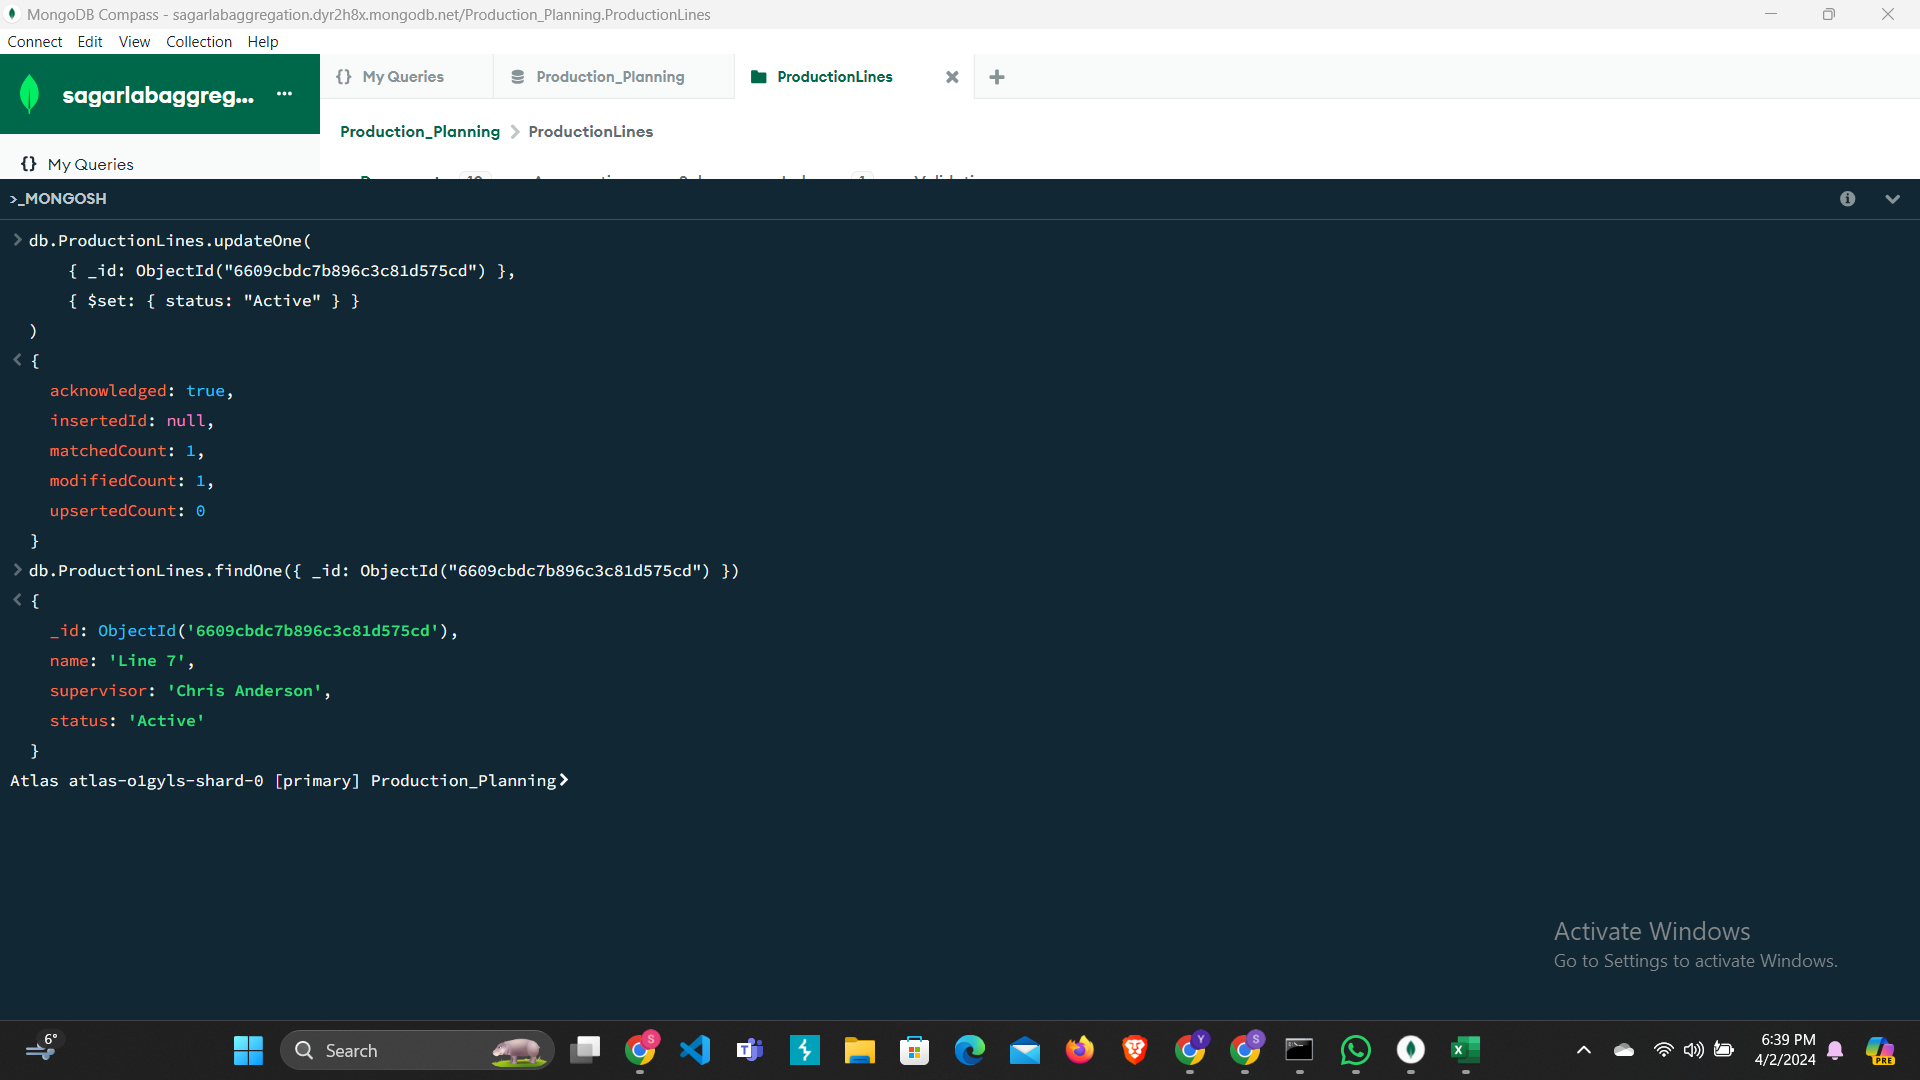 MongoDB Compass - sagarlabaggregation.dyr2h8x.mongodb.net/Production_Planning.ProductionLines
Connect Edit View Collection Help
sagarlabaggreg... ...
{} My Queries
Production_Planning
ProductionLines
Production_Planning > ProductionLines
{} My Queries
>_MONGOSH
> db.ProductionLines.updateOne(
{ _id: ObjectId("6609cbdc7b896c3c81d575cd") },
{ $set: { status: "Active" } }
)
< {
acknowledged: true,
insertedId: null,
matchedCount: 1,
modifiedCount: 1,
upsertedCount: 0
}
> db.ProductionLines.findOne({ _id: ObjectId("6609cbdc7b896c3c81d575cd") })
< {
_id: ObjectId('6609cbdc7b896c3c81d575cd'),
name: 'Line 7',
supervisor: 'Chris Anderson',
status: 'Active'
}
Atlas atlas-o1gyls-shard-0 [primary] Production_Planning>
Activate Windows
Go to Settings to activate Windows.
6°
Search
S
Y
S
6:39 PM
4/2/2024
PRE